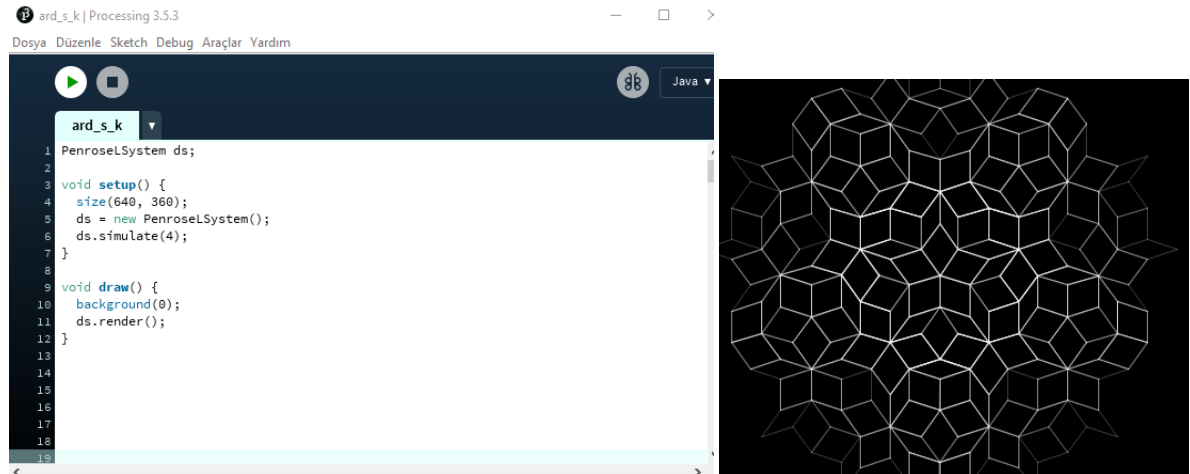 ard_s_k | Processing 3.5.3
Dosya Düzenle Sketch Debug Araçlar Yardım
Java ▼
ard_s_k ▼
1 PenroseLSystem ds;
2
3 void setup() {
4   size(640, 360);
5   ds = new PenroseLSystem();
6   ds.simulate(4);
7 }
8
9 void draw() {
10   background(0);
11   ds.render();
12 }
13
14
15
16
17
18
19